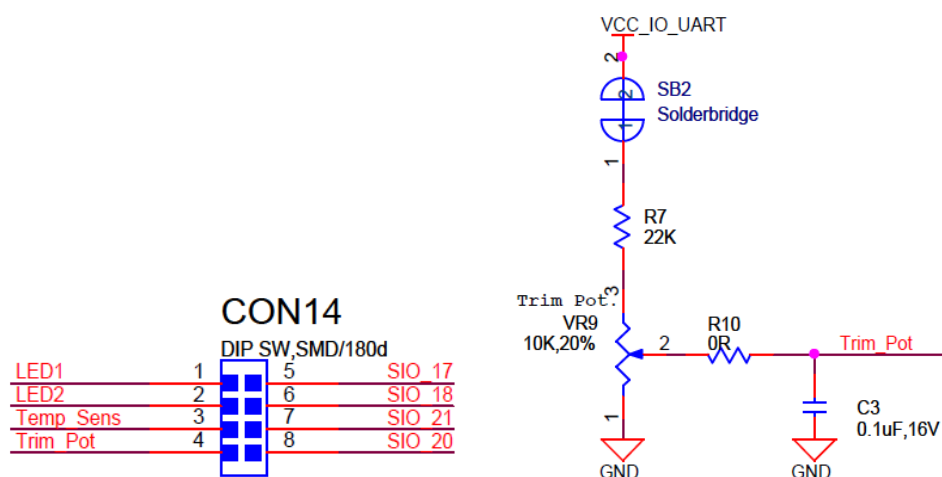 VCC_IO_UART
2
SB2
2
Solderbridge
1
1
R7
22K
3
Trim Pot.
VR9
10K,20%
2
R10
0R
Trim_Pot
1
C3
0.1uF,16V
GND
GND
CON14
DIP SW,SMD/180d
LED1 1 5 SIO_17
LED2 2 6 SIO_18
Temp_Sens 3 7 SIO_21
Trim_Pot 4 8 SIO_20